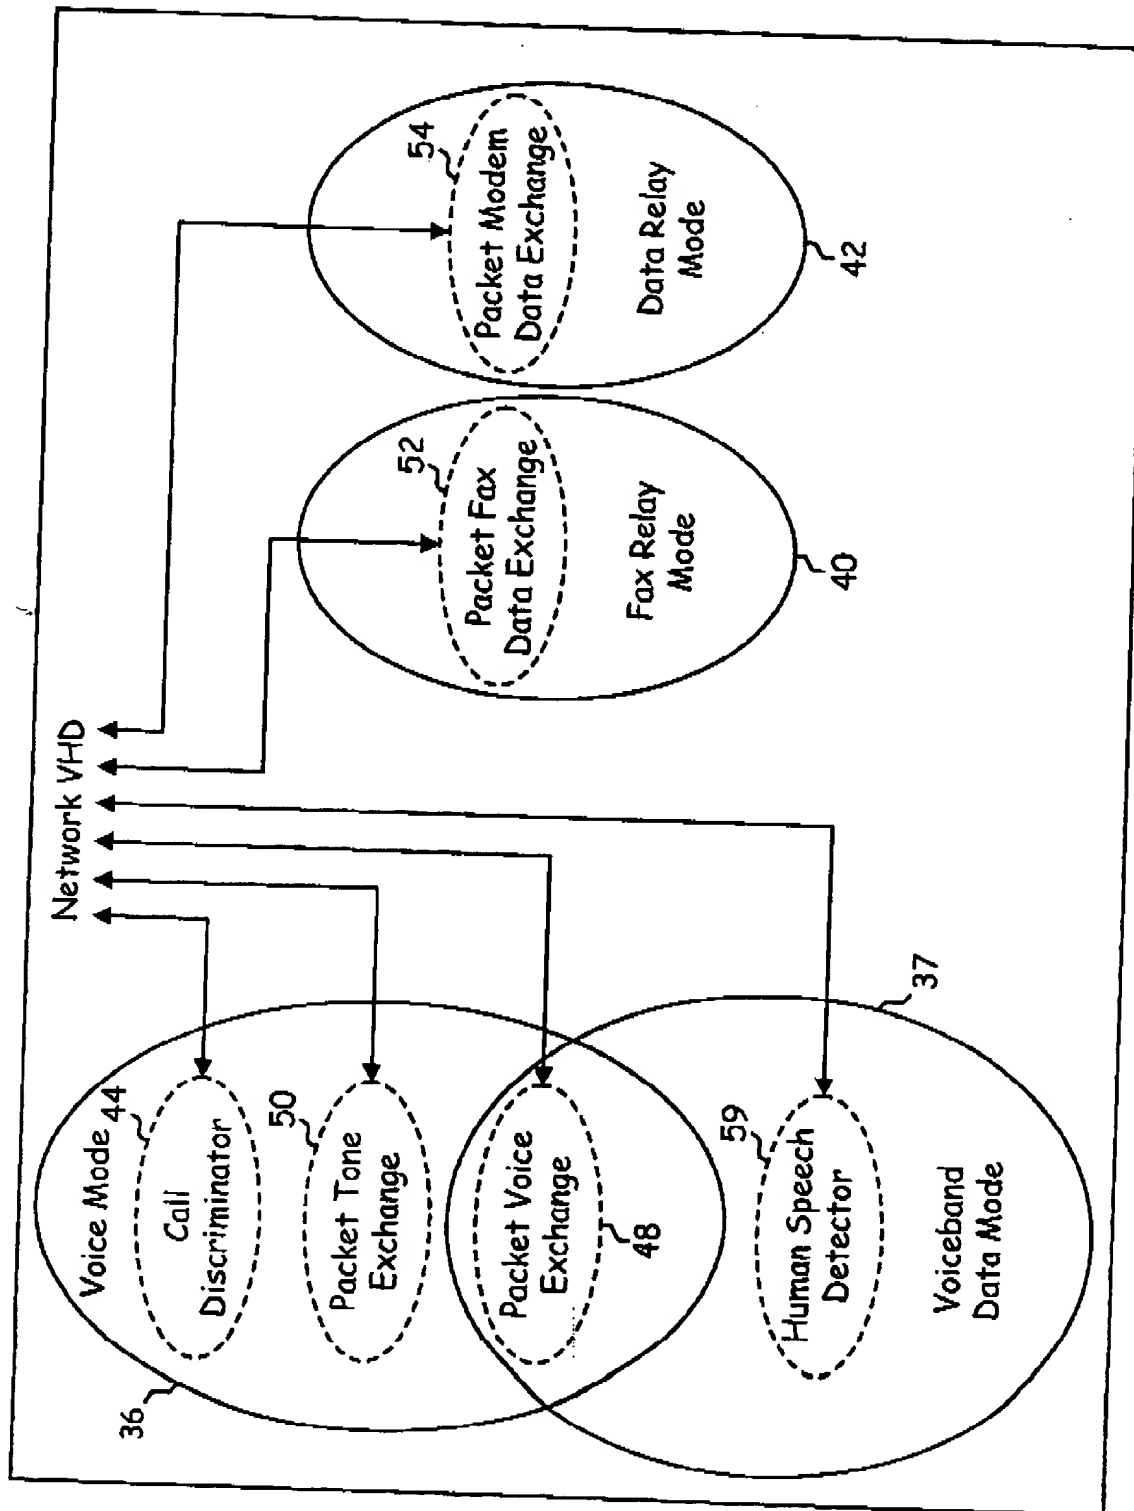 Network VHD
Voice Mode
44
Call
Discriminator
50
Packet Tone
Exchange
Packet Voice
Exchange
48
59
Human Speech
Detector
Voiceband
Data Mode
36
37
52
Packet Fax
Data Exchange
Fax Relay
Mode
40
54
Packet Modem
Data Exchange
Data Relay
Mode
42